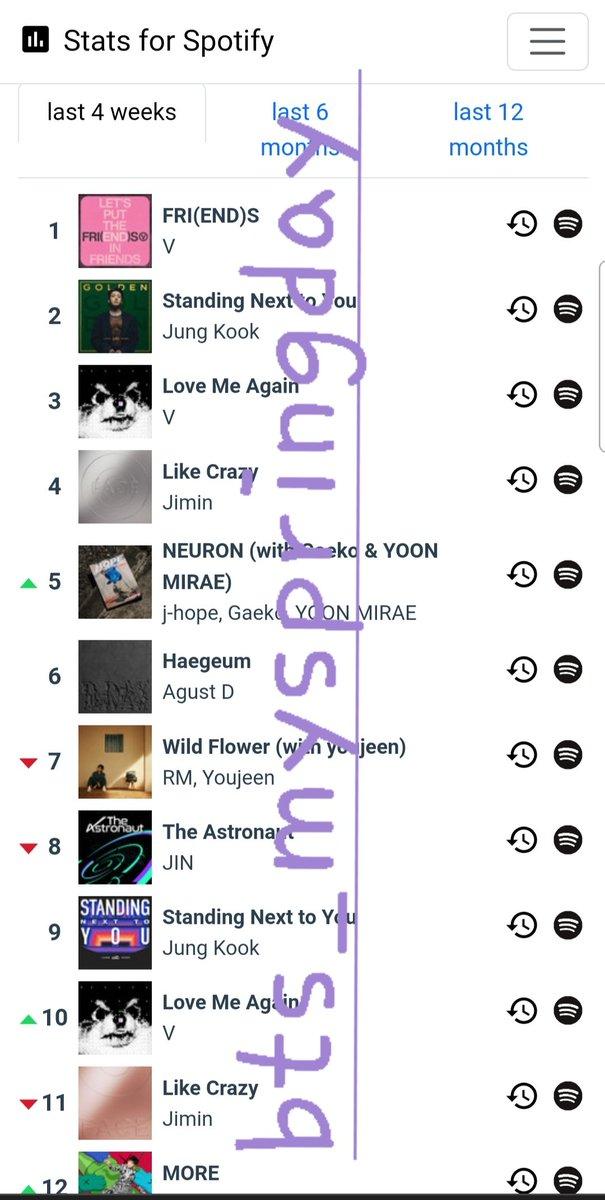 Stats for Spotify
last 4 weeks
last 6 months
last 12 months
1
LET'S PUT THE FRI(END)S IN FRIENDS
FRI(END)S
V
2
GOLDEN
Standing Next to You
Jung Kook
3
Love Me Again
V
4
FACE
Like Crazy
Jimin
5
HOPE
NEURON (with Gaeko & YOON
MIRAE)
j-hope, Gaeko, YOON MIRAE
6
D-DAY
Haegeum
Agust D
7
Wild Flower (with youjeen)
RM, Youjeen
8
The Astronaut
The Astronaut
JIN
9
STANDING NEXT TO YOU
Standing Next to You
Jung Kook
10
Love Me Again
V
11
FACE
Like Crazy
Jimin
12
MORE
bts_myspringday